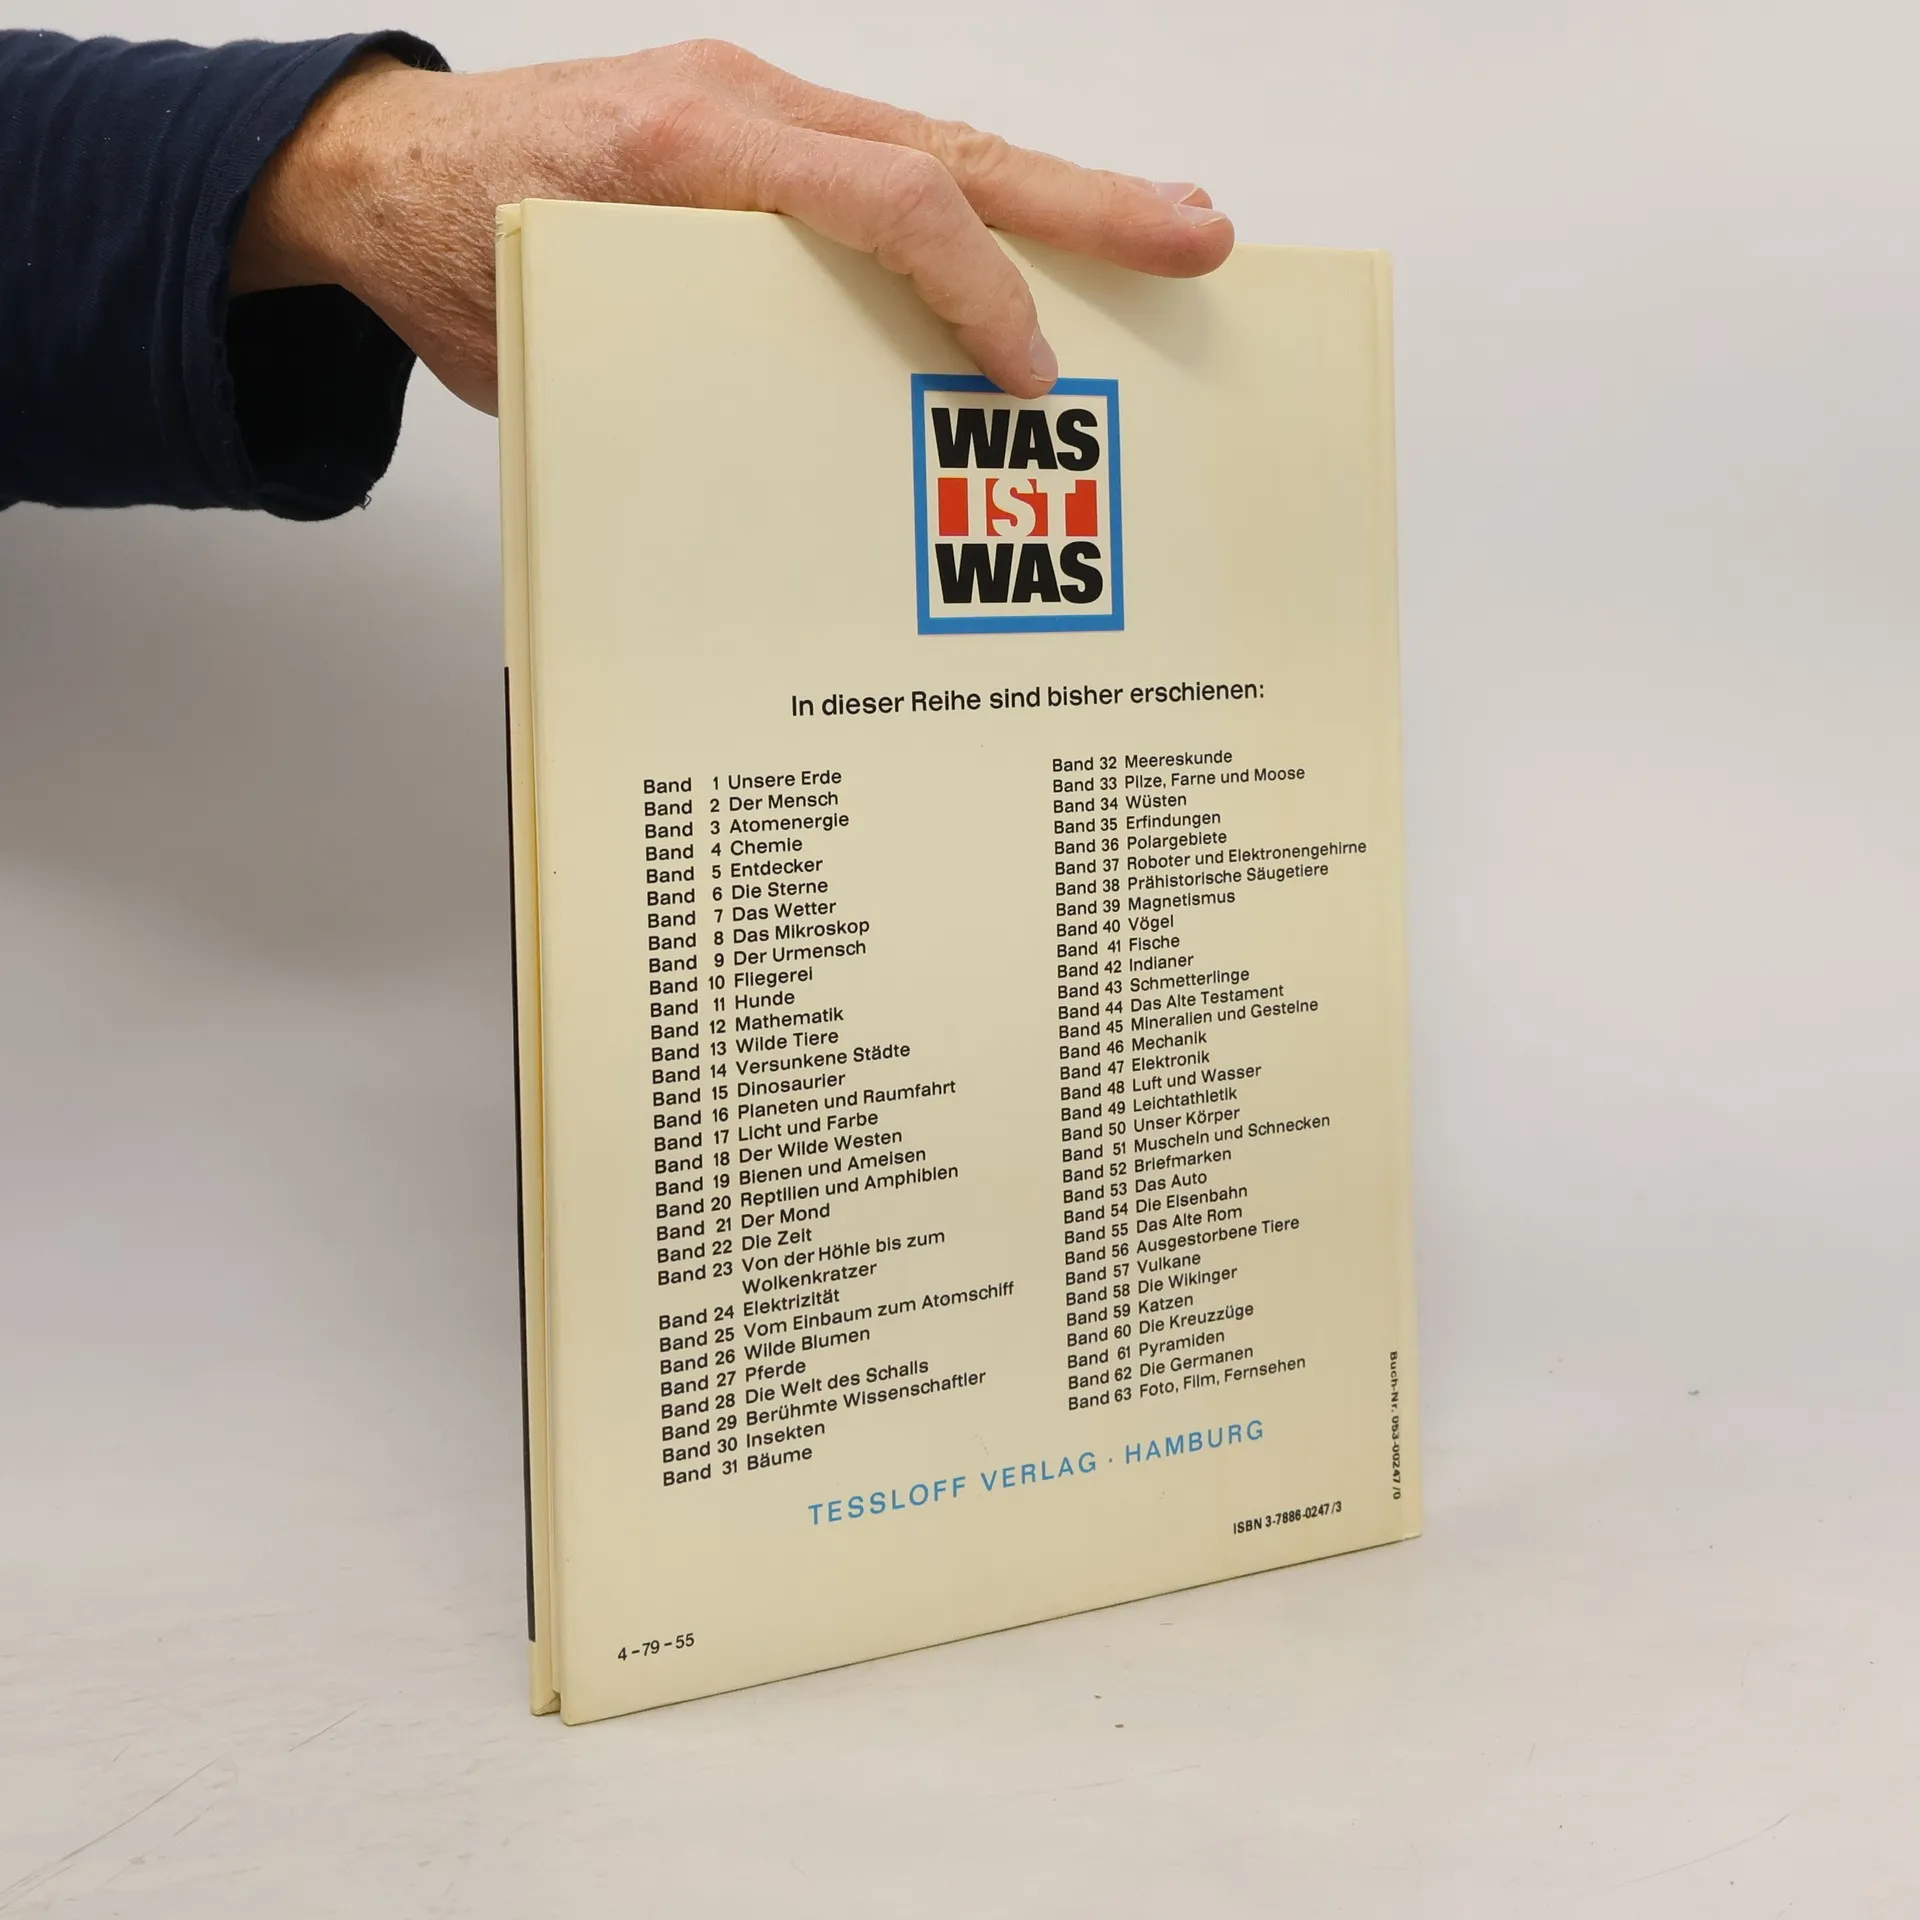 WAS
IST
WAS
In dieser Reihe sind bisher erschienen:
Band 1 Unsere Erde
Band 2 Der Mensch
Band 3 Atomenergie
Band 4 Chemie
Band 5 Entdecker
Band 6 Die Sterne
Band 7 Das Wetter
Band 8 Das Mikroskop
Band 9 Der Urmensch
Band 10 Fliegerei
Band 11 Hunde
Band 12 Mathematik
Band 13 Wilde Tiere
Band 14 Versunkene Städte
Band 15 Dinosaurier
Band 16 Planeten und Raumfahrt
Band 17 Licht und Farbe
Band 18 Der Wilde Westen
Band 19 Bienen und Ameisen
Band 20 Reptilien und Amphibien
Band 21 Der Mond
Band 22 Die Zeit
Band 23 Von der Höhle bis zum
Wolkenkratzer
Band 24 Elektrizität
Band 25 Vom Einbaum zum Atomschiff
Band 26 Wilde Blumen
Band 27 Pferde
Band 28 Die Welt des Schalls
Band 29 Berühmte Wissenschaftler
Band 30 Insekten
Band 31 Bäume
Band 32 Meereskunde
Band 33 Pilze, Farne und Moose
Band 34 Wüsten
Band 35 Erfindungen
Band 36 Polargebiete
Band 37 Roboter und Elektronengehirne
Band 38 Prähistorische Säugetiere
Band 39 Magnetismus
Band 40 Vögel
Band 41 Fische
Band 42 Indianer
Band 43 Schmetterlinge
Band 44 Das Alte Testament
Band 45 Mineralien und Gesteine
Band 46 Mechanik
Band 47 Elektronik
Band 48 Luft und Wasser
Band 49 Leichtathletik
Band 50 Unser Körper
Band 51 Muscheln und Schnecken
Band 52 Briefmarken
Band 53 Das Auto
Band 54 Die Eisenbahn
Band 55 Das Alte Rom
Band 56 Ausgestorbene Tiere
Band 57 Vulkane
Band 58 Die Wikinger
Band 59 Katzen
Band 60 Die Kreuzzüge
Band 61 Pyramiden
Band 62 Die Germanen
Band 63 Foto, Film, Fernsehen
TESSLOFF VERLAG · HAMBURG
Buch-Nr. 053-00247/0
ISBN 3-7886-0247/3
4-79-55